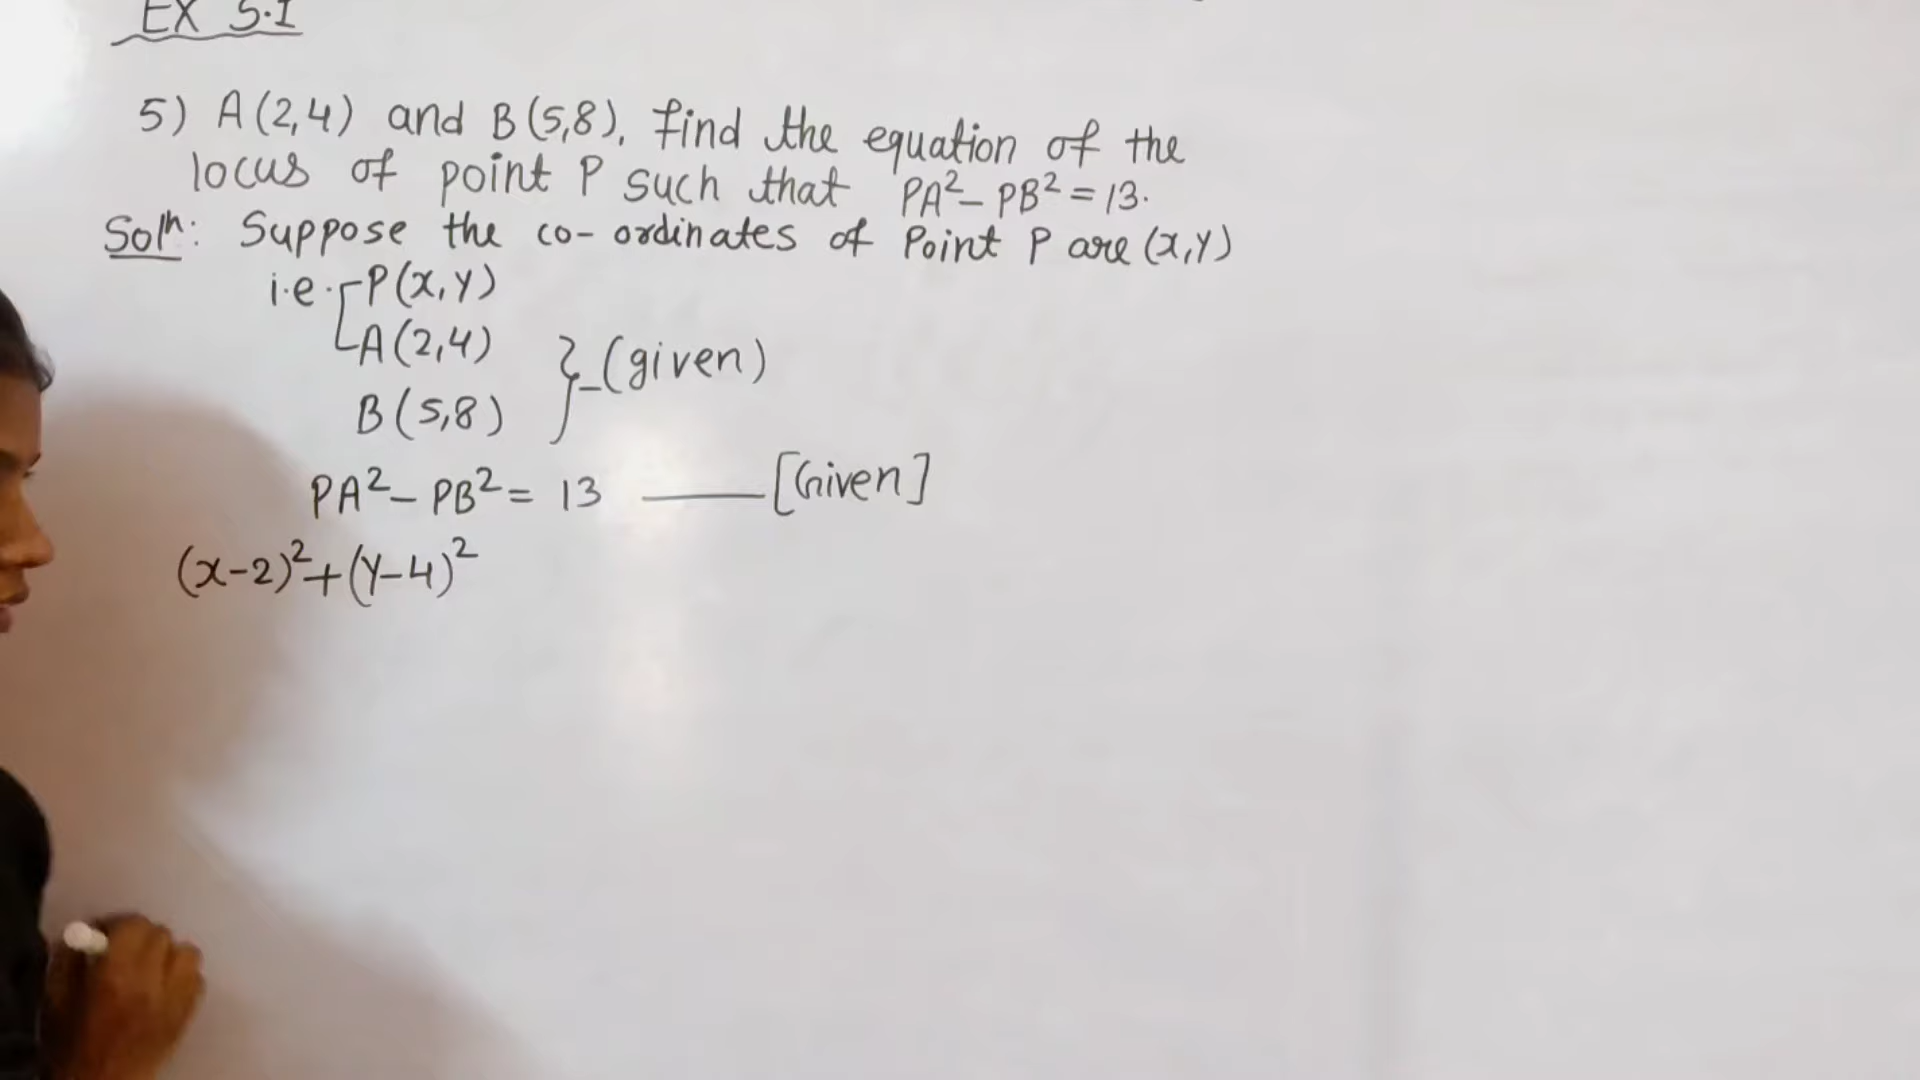 EX 5.1
5) A(2,4) and B(5,8), find the equation of the
locus of point P such that PA²-PB²=13.
Solⁿ: Suppose the co-ordinates of Point P are (x,y)
i.e. P(x,y)
A(2,4)
B(5,8) } - (given)
PA²-PB²= 13 —— [Given]
(x-2)²+(y-4)²